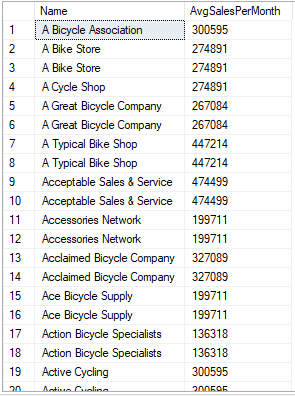 Name AvgSalesPerMonth
1 A Bicycle Association 300595
2 A Bike Store 274891
3 A Bike Store 274891
4 A Cycle Shop 274891
5 A Great Bicycle Company 267084
6 A Great Bicycle Company 267084
7 A Typical Bike Shop 447214
8 A Typical Bike Shop 447214
9 Acceptable Sales & Service 474499
10 Acceptable Sales & Service 474499
11 Accessories Network 199711
12 Accessories Network 199711
13 Acclaimed Bicycle Company 327089
14 Acclaimed Bicycle Company 327089
15 Ace Bicycle Supply 199711
16 Ace Bicycle Supply 199711
17 Action Bicycle Specialists 136318
18 Action Bicycle Specialists 136318
19 Active Cycling 300595
20 Active Cycling 300595